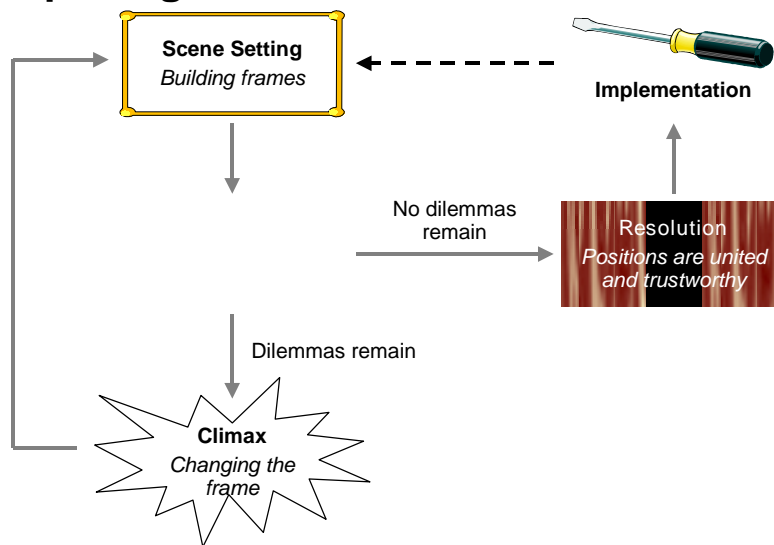 Scene Setting
Building frames
Implementation
No dilemmas
remain
Resolution
Positions are united
and trustworthy
Dilemmas remain
Climax
Changing the
frame